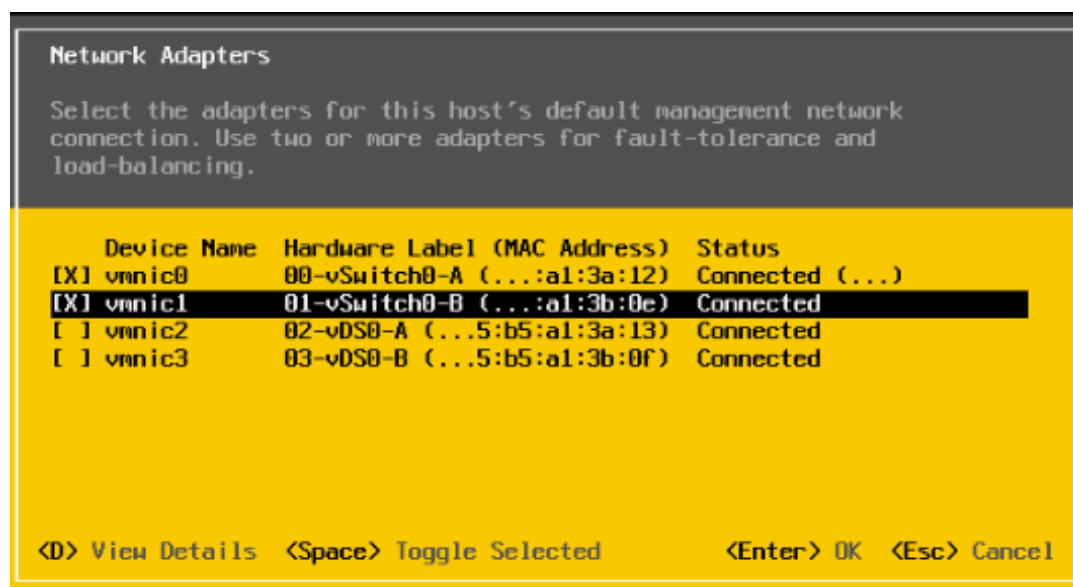 Network Adapters
Select the adapters for this host's default management network
connection. Use two or more adapters for fault-tolerance and
load-balancing.
Device Name Hardware Label (MAC Address) Status
[X] vmnic0 00-vSwitch0-A (...:a1:3a:12) Connected (...)
[X] vmnic1 01-vSwitch0-B (...:a1:3b:0e) Connected
[ ] vmnic2 02-vDS0-A (...5:b5:a1:3a:13) Connected
[ ] vmnic3 03-vDS0-B (...5:b5:a1:3b:0f) Connected
<D> View Details <Space> Toggle Selected <Enter> OK <Esc> Cancel